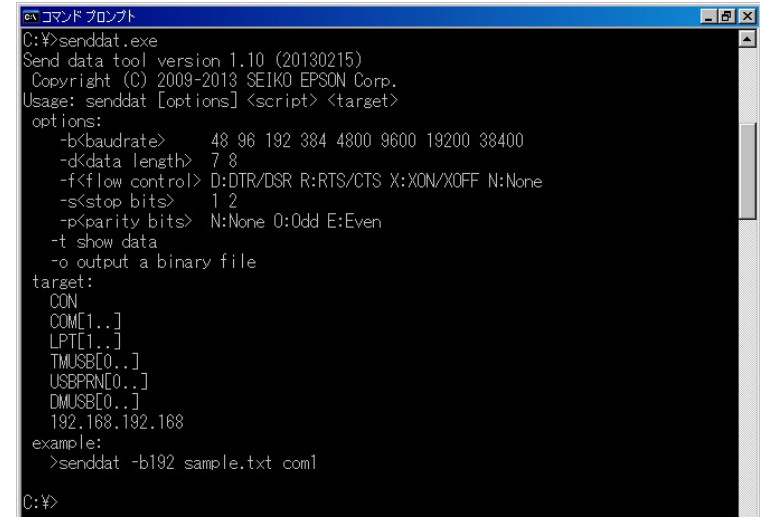 コマンド プロンプト
C:¥>senddat.exe
Send data tool version 1.10 (20130215)
 Copyright (C) 2009-2013 SEIKO EPSON Corp.
Usage: senddat [options] <script> <target>
 options:
    -b<baudrate>     48 96 192 384 4800 9600 19200 38400
    -d<data length>  7 8
    -f<flow control> D:DTR/DSR R:RTS/CTS X:XON/XOFF N:None
    -s<stop bits>    1 2
    -p<parity bits>  N:None O:Odd E:Even
   -t show data
   -o output a binary file
 target:
   CON
   COM[1..]
   LPT[1..]
   TMUSB[0..]
   USBPRN[0..]
   DMUSB[0..]
   192.168.192.168
 example:
   >senddat -b192 sample.txt com1
C:¥>